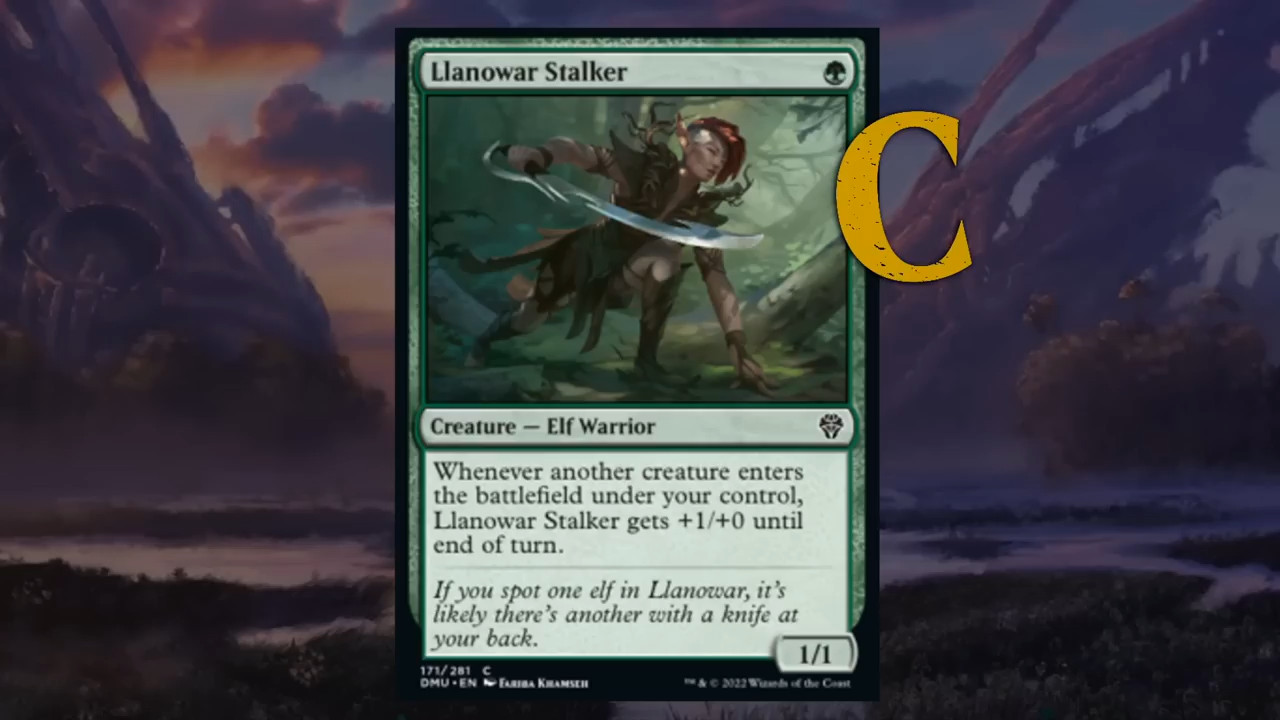 Llanowar Stalker
C
Creature — Elf Warrior
Whenever another creature enters
the battlefield under your control,
Llanowar Stalker gets +1/+0 until
end of turn.
If you spot one elf in Llanowar, it's
likely there's another with a knife at
your back.
1/1
171/281 C
DMU • EN Fariba Khamseh
™ & © 2022 Wizards of the Coast